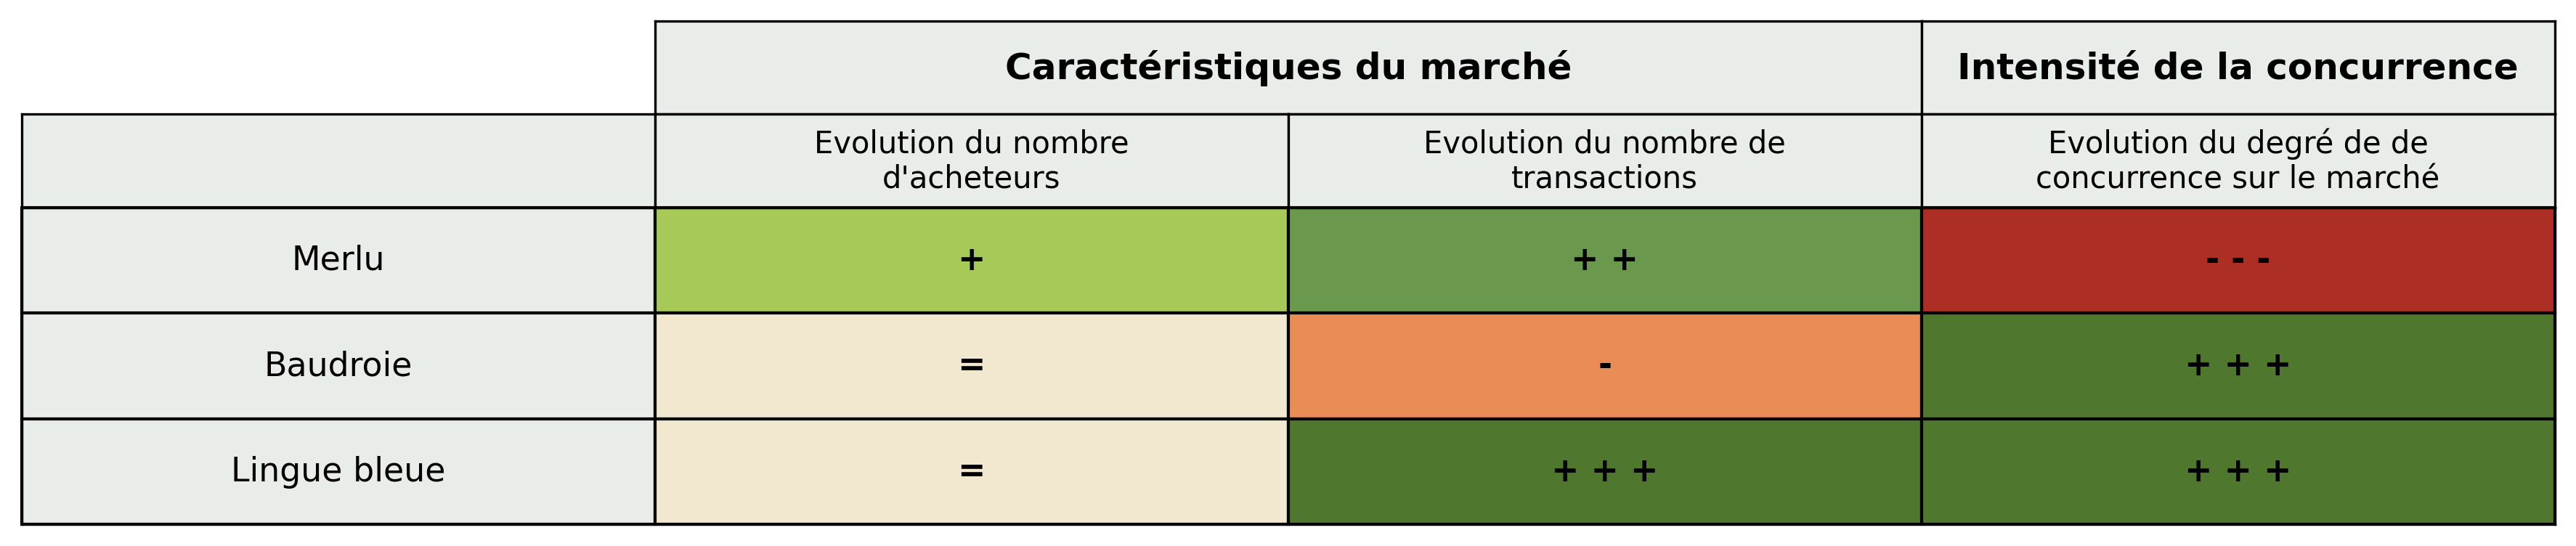 Caractéristiques du marché
Intensité de la concurrence
Evolution du nombre
d'acheteurs
Evolution du nombre de
transactions
Evolution du degré de de
concurrence sur le marché
Merlu
+
+ +
- - -
Baudroie
=
-
+ + +
Lingue bleue
=
+ + +
+ + +